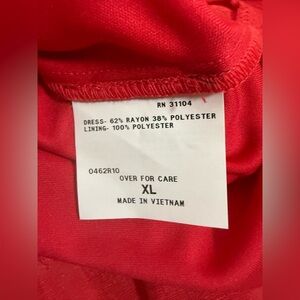 RN 31104
DRESS- 62% RAYON 38% POLYESTER
LINING- 100% POLYESTER
0462R10
OVER FOR CARE
XL
MADE IN VIETNAM